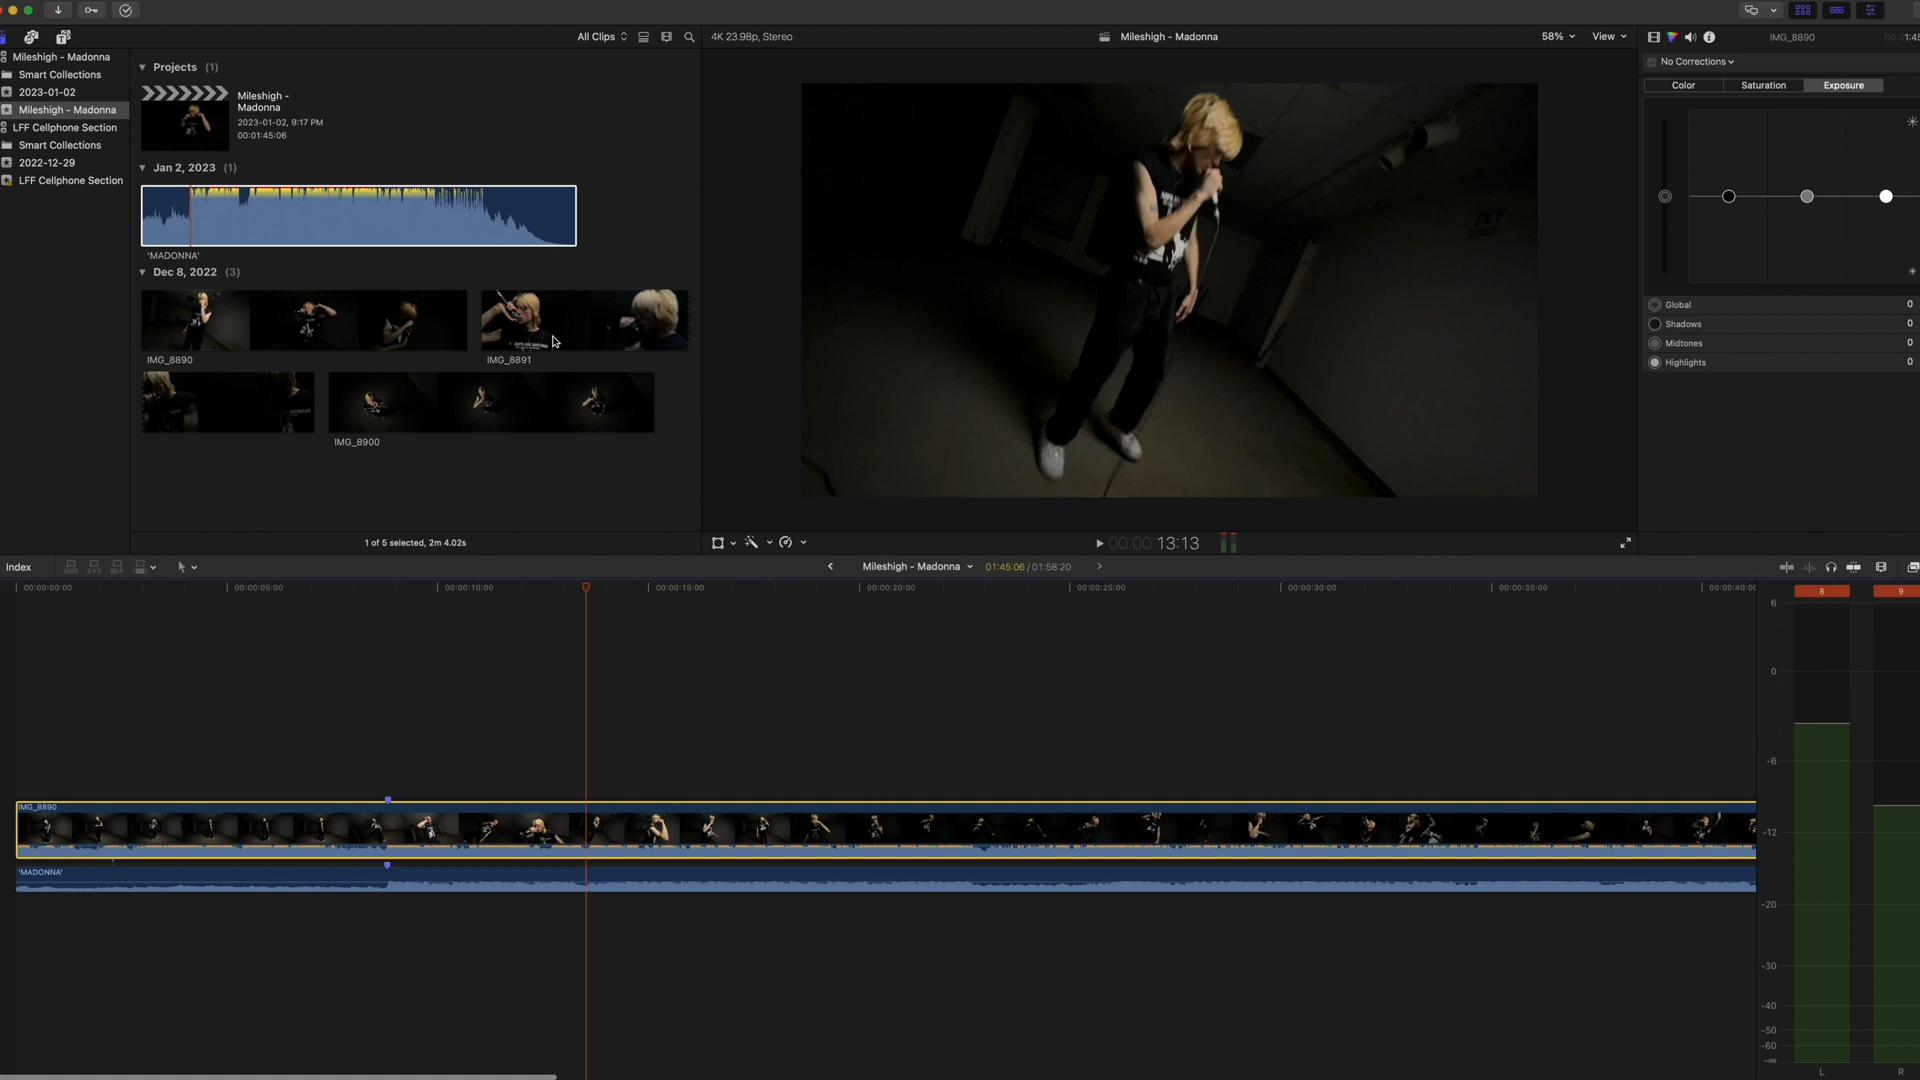 All Clips
4K 23.98p, Stereo
Mileshigh - Madonna
58%
View
IMG_8890
Mileshigh - Madonna
Smart Collections
2023-01-02
Mileshigh - Madonna
LFF Cellphone Section
Smart Collections
2022-12-29
LFF Cellphone Section
Projects (1)
Mileshigh -
Madonna
2023-01-02, 9:17 PM
00:01:45:06
Jan 2, 2023 (1)
'MADONNA'
Dec 8, 2022 (3)
IMG_8890
IMG_8891
IMG_8900
1 of 5 selected, 2m 4.02s
00:00:13:13
No Corrections
Color
Saturation
Exposure
Global 0
Shadows 0
Midtones 0
Highlights 0
Index
Mileshigh - Madonna
01:45:06 / 01:58:20
00:00:00:00
00:00:05:00
00:00:10:00
00:00:15:00
00:00:20:00
00:00:25:00
00:00:30:00
00:00:35:00
00:00:40:00
IMG_8890
'MADONNA'
8
9
6
0
-6
-12
-20
-30
-40
-50
-60
-∞
L
R